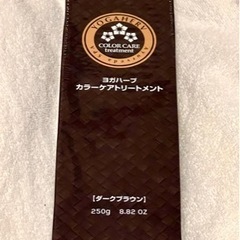 YOGAHERY
COLOR CARE
treatment
ヨガハーブ
カラーケアトリートメント
[ダークブラウン]
250g 8.82 OZ